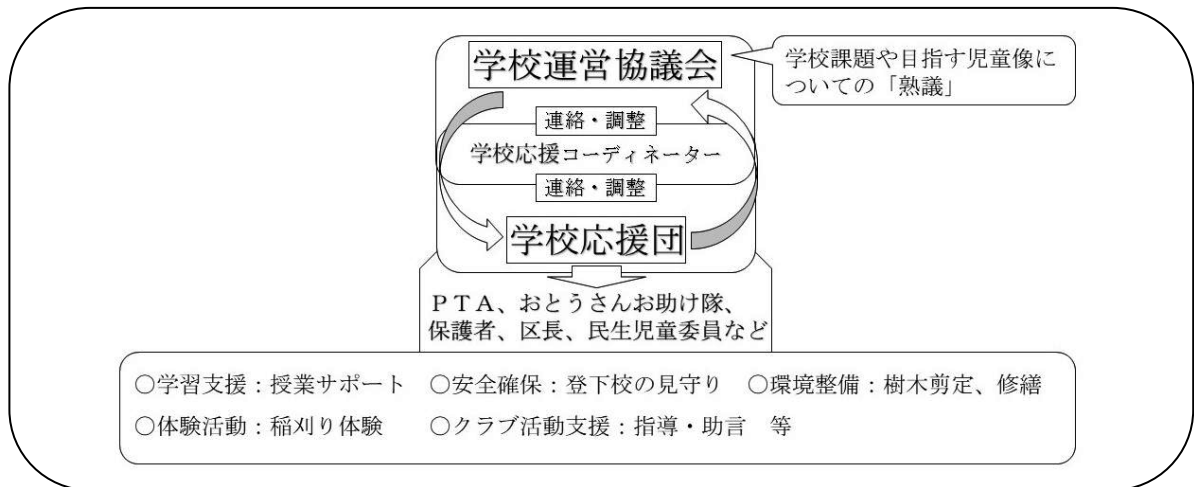 学校運営協議会
学校課題や目指す児童像に
ついての「熟議」
連絡・調整
学校応援コーディネーター
連絡・調整
学校応援団
PTA、おとうさんお助け隊、
保護者、区長、民生児童委員など
○学習支援：授業サポート　○安全確保：登下校の見守り　○環境整備：樹木剪定、修繕
○体験活動：稲刈り体験　○クラブ活動支援：指導・助言　等